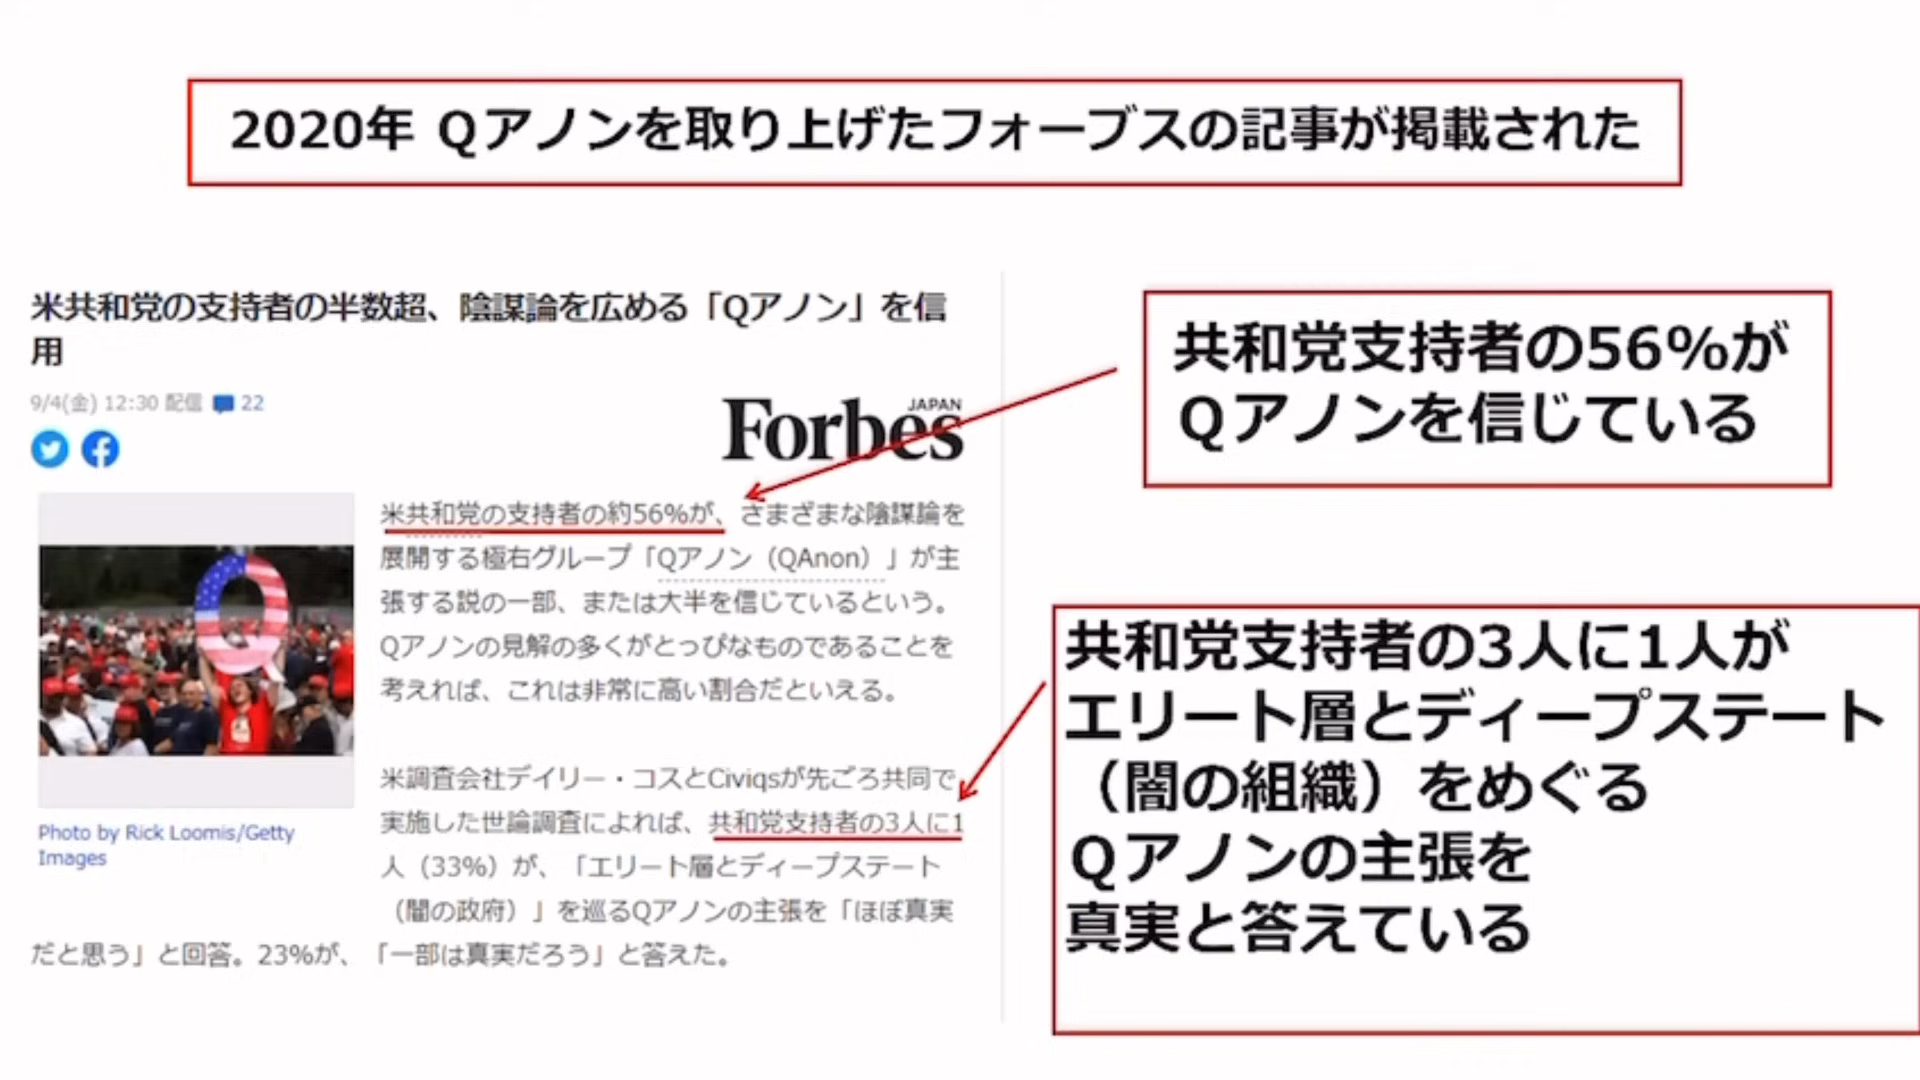 2020年 Qアノンを取り上げたフォーブスの記事が掲載された
米共和党の支持者の半数超、陰謀論を広める「Qアノン」を信
用
9/4(金) 12:30 配信 22
Forbes JAPAN
米共和党の支持者の約56%が、さまざまな陰謀論を
展開する極右グループ「Qアノン（QAnon）」が主
張する説の一部、または大半を信じているという。
Qアノンの見解の多くがとっぴなものであることを
考えれば、これは非常に高い割合だといえる。
米調査会社デイリー・コスとCiviqsが先ごろ共同で
実施した世論調査によれば、共和党支持者の3人に1
人（33%）が、「エリート層とディープステート
（闇の政府）」を巡るQアノンの主張を「ほぼ真実
だと思う」と回答。23%が、「一部は真実だろう」と答えた。
Photo by Rick Loomis/Getty
Images
共和党支持者の56%が
Qアノンを信じている
共和党支持者の3人に1人が
エリート層とディープステート
（闇の組織）をめぐる
Qアノンの主張を
真実と答えている